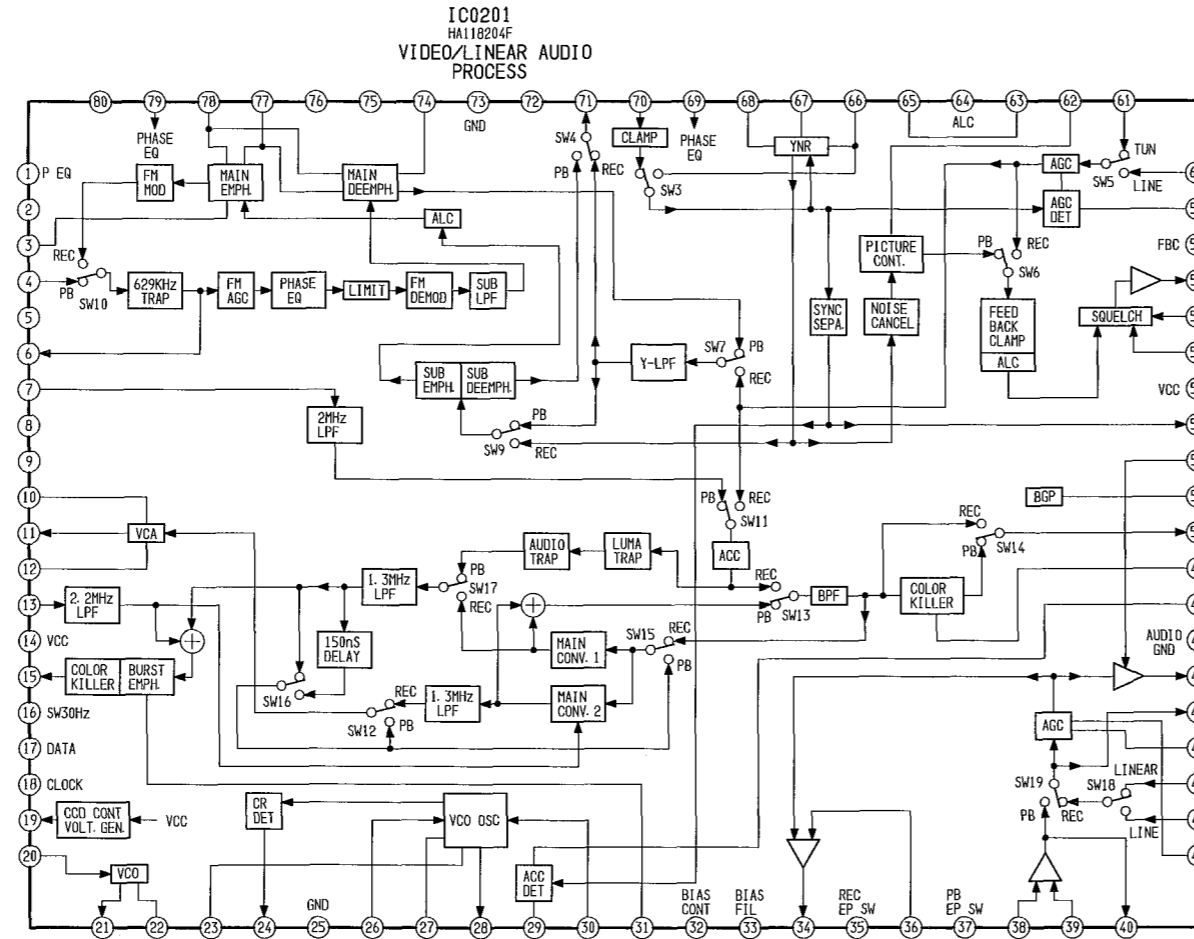 IC0201
HA118204F
VIDEO/LINEAR AUDIO
PROCESS
80 79 78 77 76 75 74 73 72 71 70 69 68 67 66 65 64 63 62 61
PHASE
EQ
GND
SW4
PB
REC
CLAMP
SW3
PHASE
EQ
YNR
ALC
TUN
SW5
LINE
AGC
AGC
DET
1 P EQ
2
3
4
5
6
7
8
9
10
11
12
13
14 VCC
15
16 SW30Hz
17 DATA
18 CLOCK
19
20
FM
MOD
MAIN
EMPH.
MAIN
DEEMPH.
ALC
REC
PB
SW10
629KHz
TRAP
FM
AGC
PHASE
EQ
LIMIT
FM
DEMOD
SUB
LPF
PICTURE
CONT.
PB
REC
SW6
FBC
SYNC
SEPA.
NOISE
CANCEL
FEED
BACK
CLAMP
ALC
SQUELCH
VCC
SUB
EMPH.
SUB
DEEMPH.
Y-LPF
SW7
PB
REC
2MHz
LPF
SW9
PB
REC
PB
REC
SW11
BGP
VCA
AUDIO
TRAP
LUMA
TRAP
ACC
REC
PB
SW14
2.2MHz
LPF
1.3MHz
LPF
PB
SW17
REC
REC
PB
SW13
BPF
COLOR
KILLER
150nS
DELAY
MAIN
CONV.1
SW15
REC
PB
AUDIO
GND
COLOR
KILLER
BURST
EMPH.
SW16
SW12
REC
PB
1.3MHz
LPF
MAIN
CONV.2
AGC
CCD CONT
VOLT. GEN.
VCC
CR
DET
VCO OSC
SW19
PB
REC
SW18
LINEAR
LINE
VCO
ACC
DET
GND
BIAS
CONT
BIAS
FIL
REC
EP SW
PB
EP SW
21 22 23 24 25 26 27 28 29 30 31 32 33 34 35 36 37 38 39 40